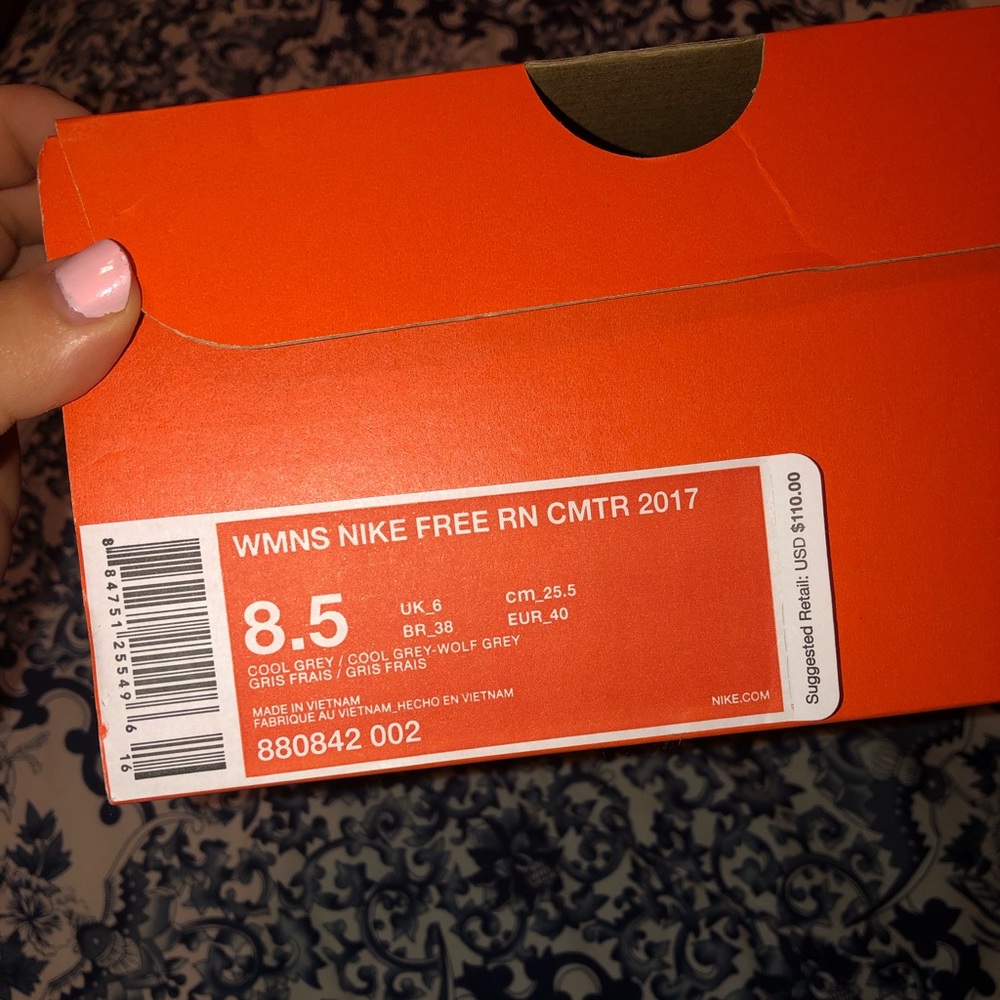 WMNS NIKE FREE RN CMTR 2017
8.5
UK_6 cm_25.5
BR_38 EUR_40
COOL GREY / COOL GREY-WOLF GREY
GRIS FRAIS / GRIS FRAIS
MADE IN VIETNAM
FABRIQUE AU VIETNAM_HECHO EN VIETNAM
880842 002
NIKE.COM
Suggested Retail: USD $110.00
8 84751 25549 6 16